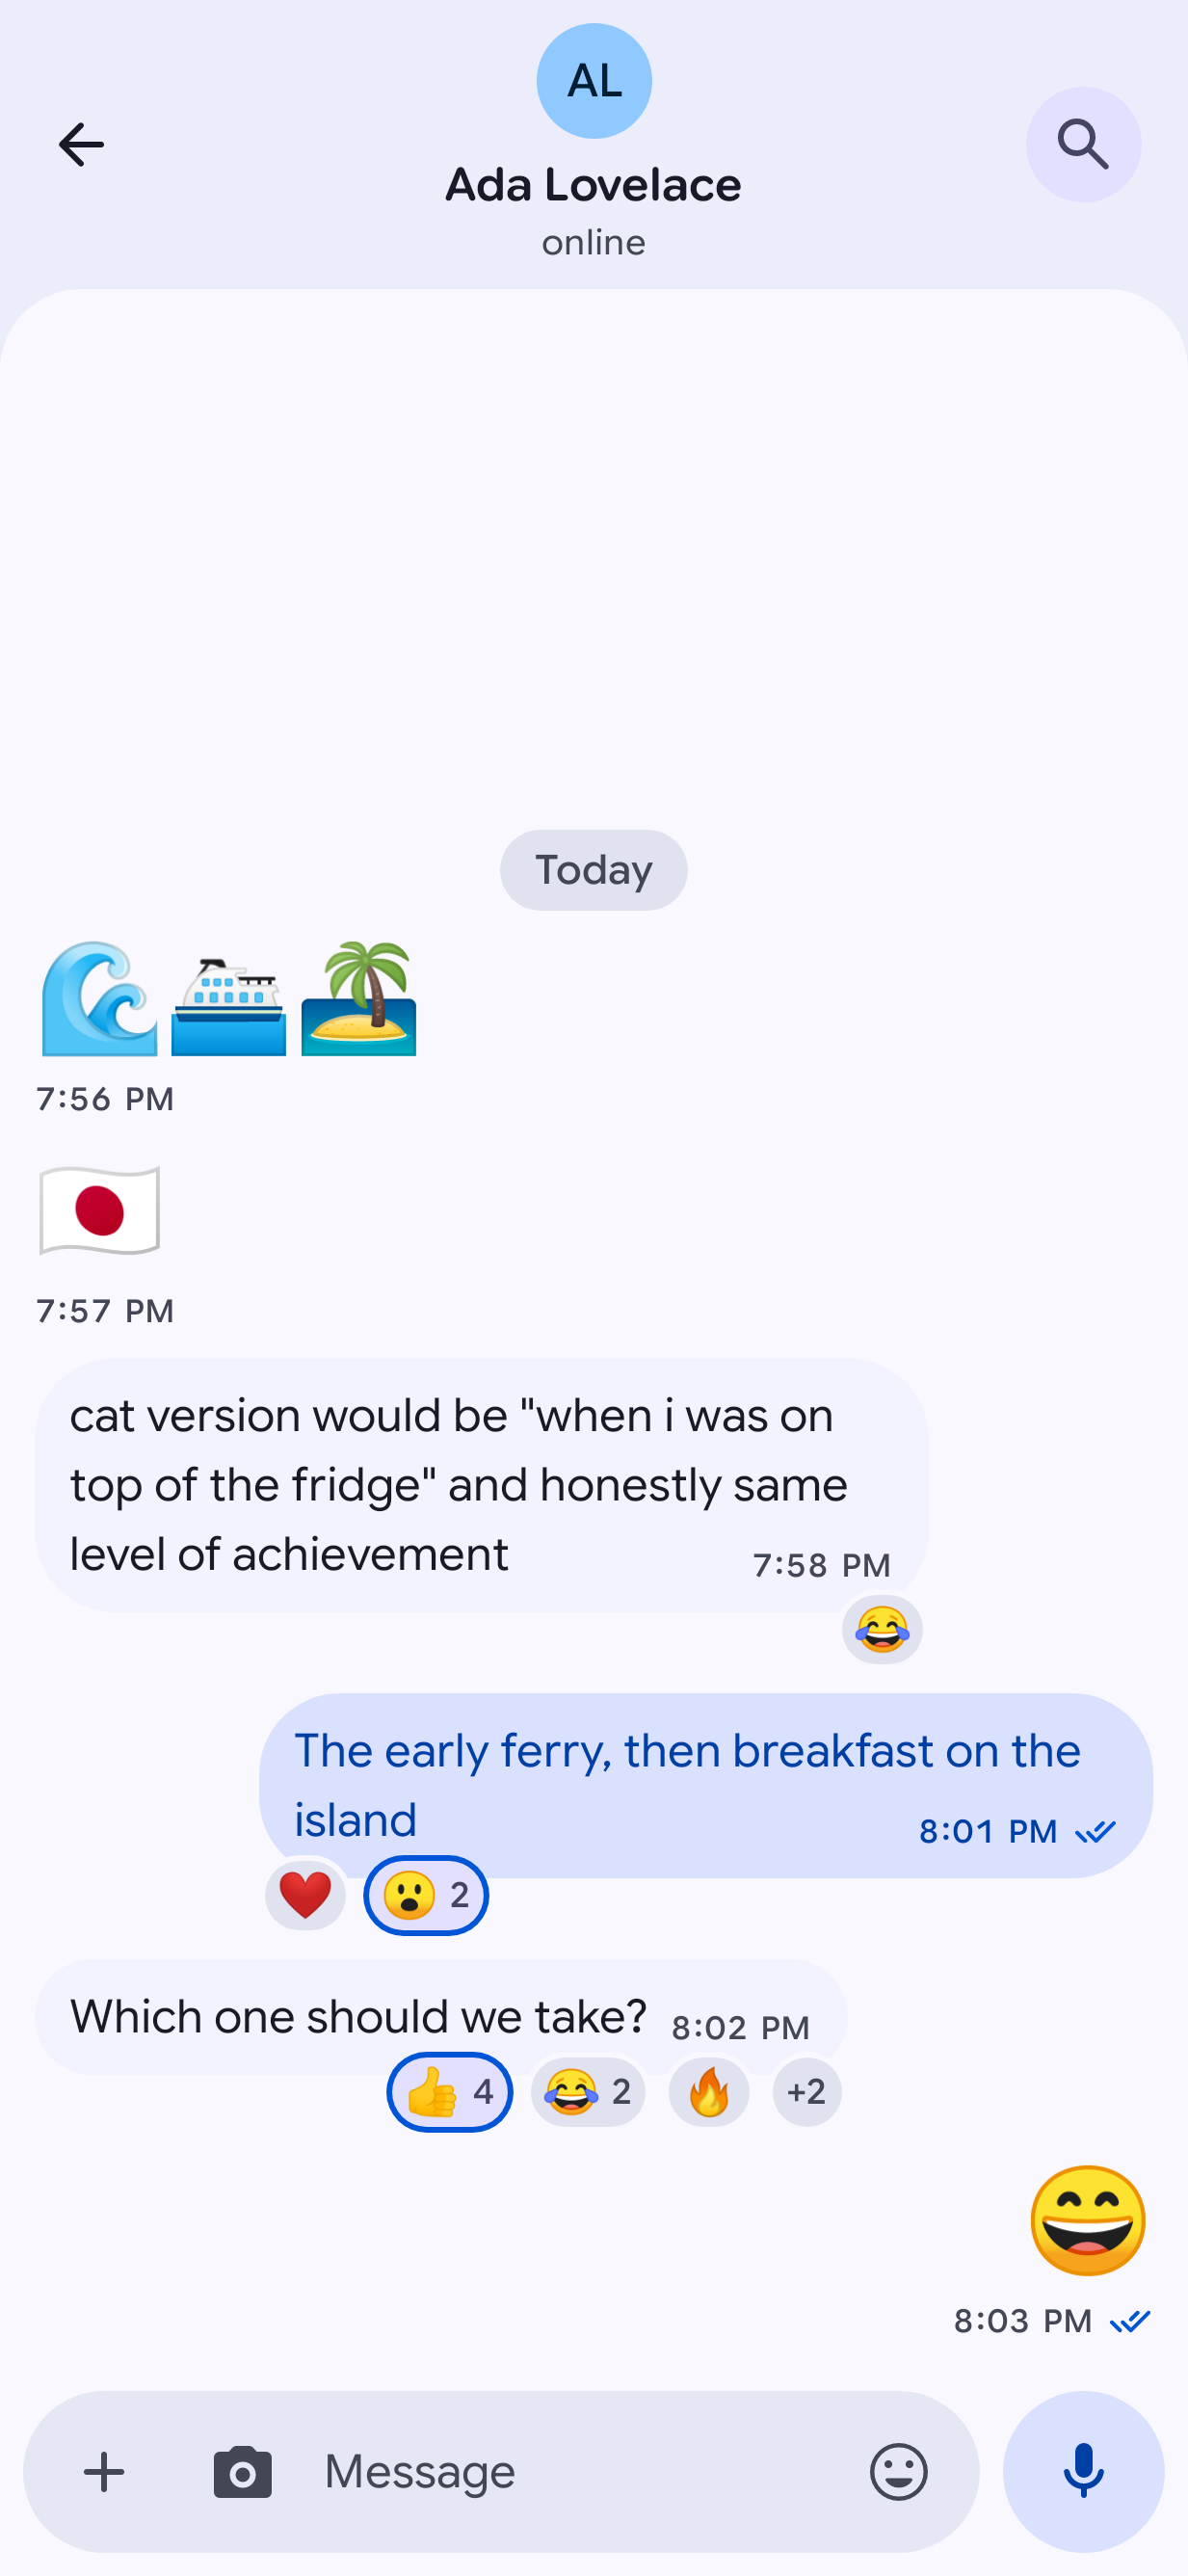 AL
Ada Lovelace
online
Today
🌊🛳️🏝️
7:56 PM
🇯🇵
7:57 PM
cat version would be "when i was on
top of the fridge" and honestly same
level of achievement 7:58 PM
😂
The early ferry, then breakfast on the
island 8:01 PM
❤️ 😮 2
Which one should we take? 8:02 PM
👍 4 😂 2 🔥 +2
😄
8:03 PM
Message